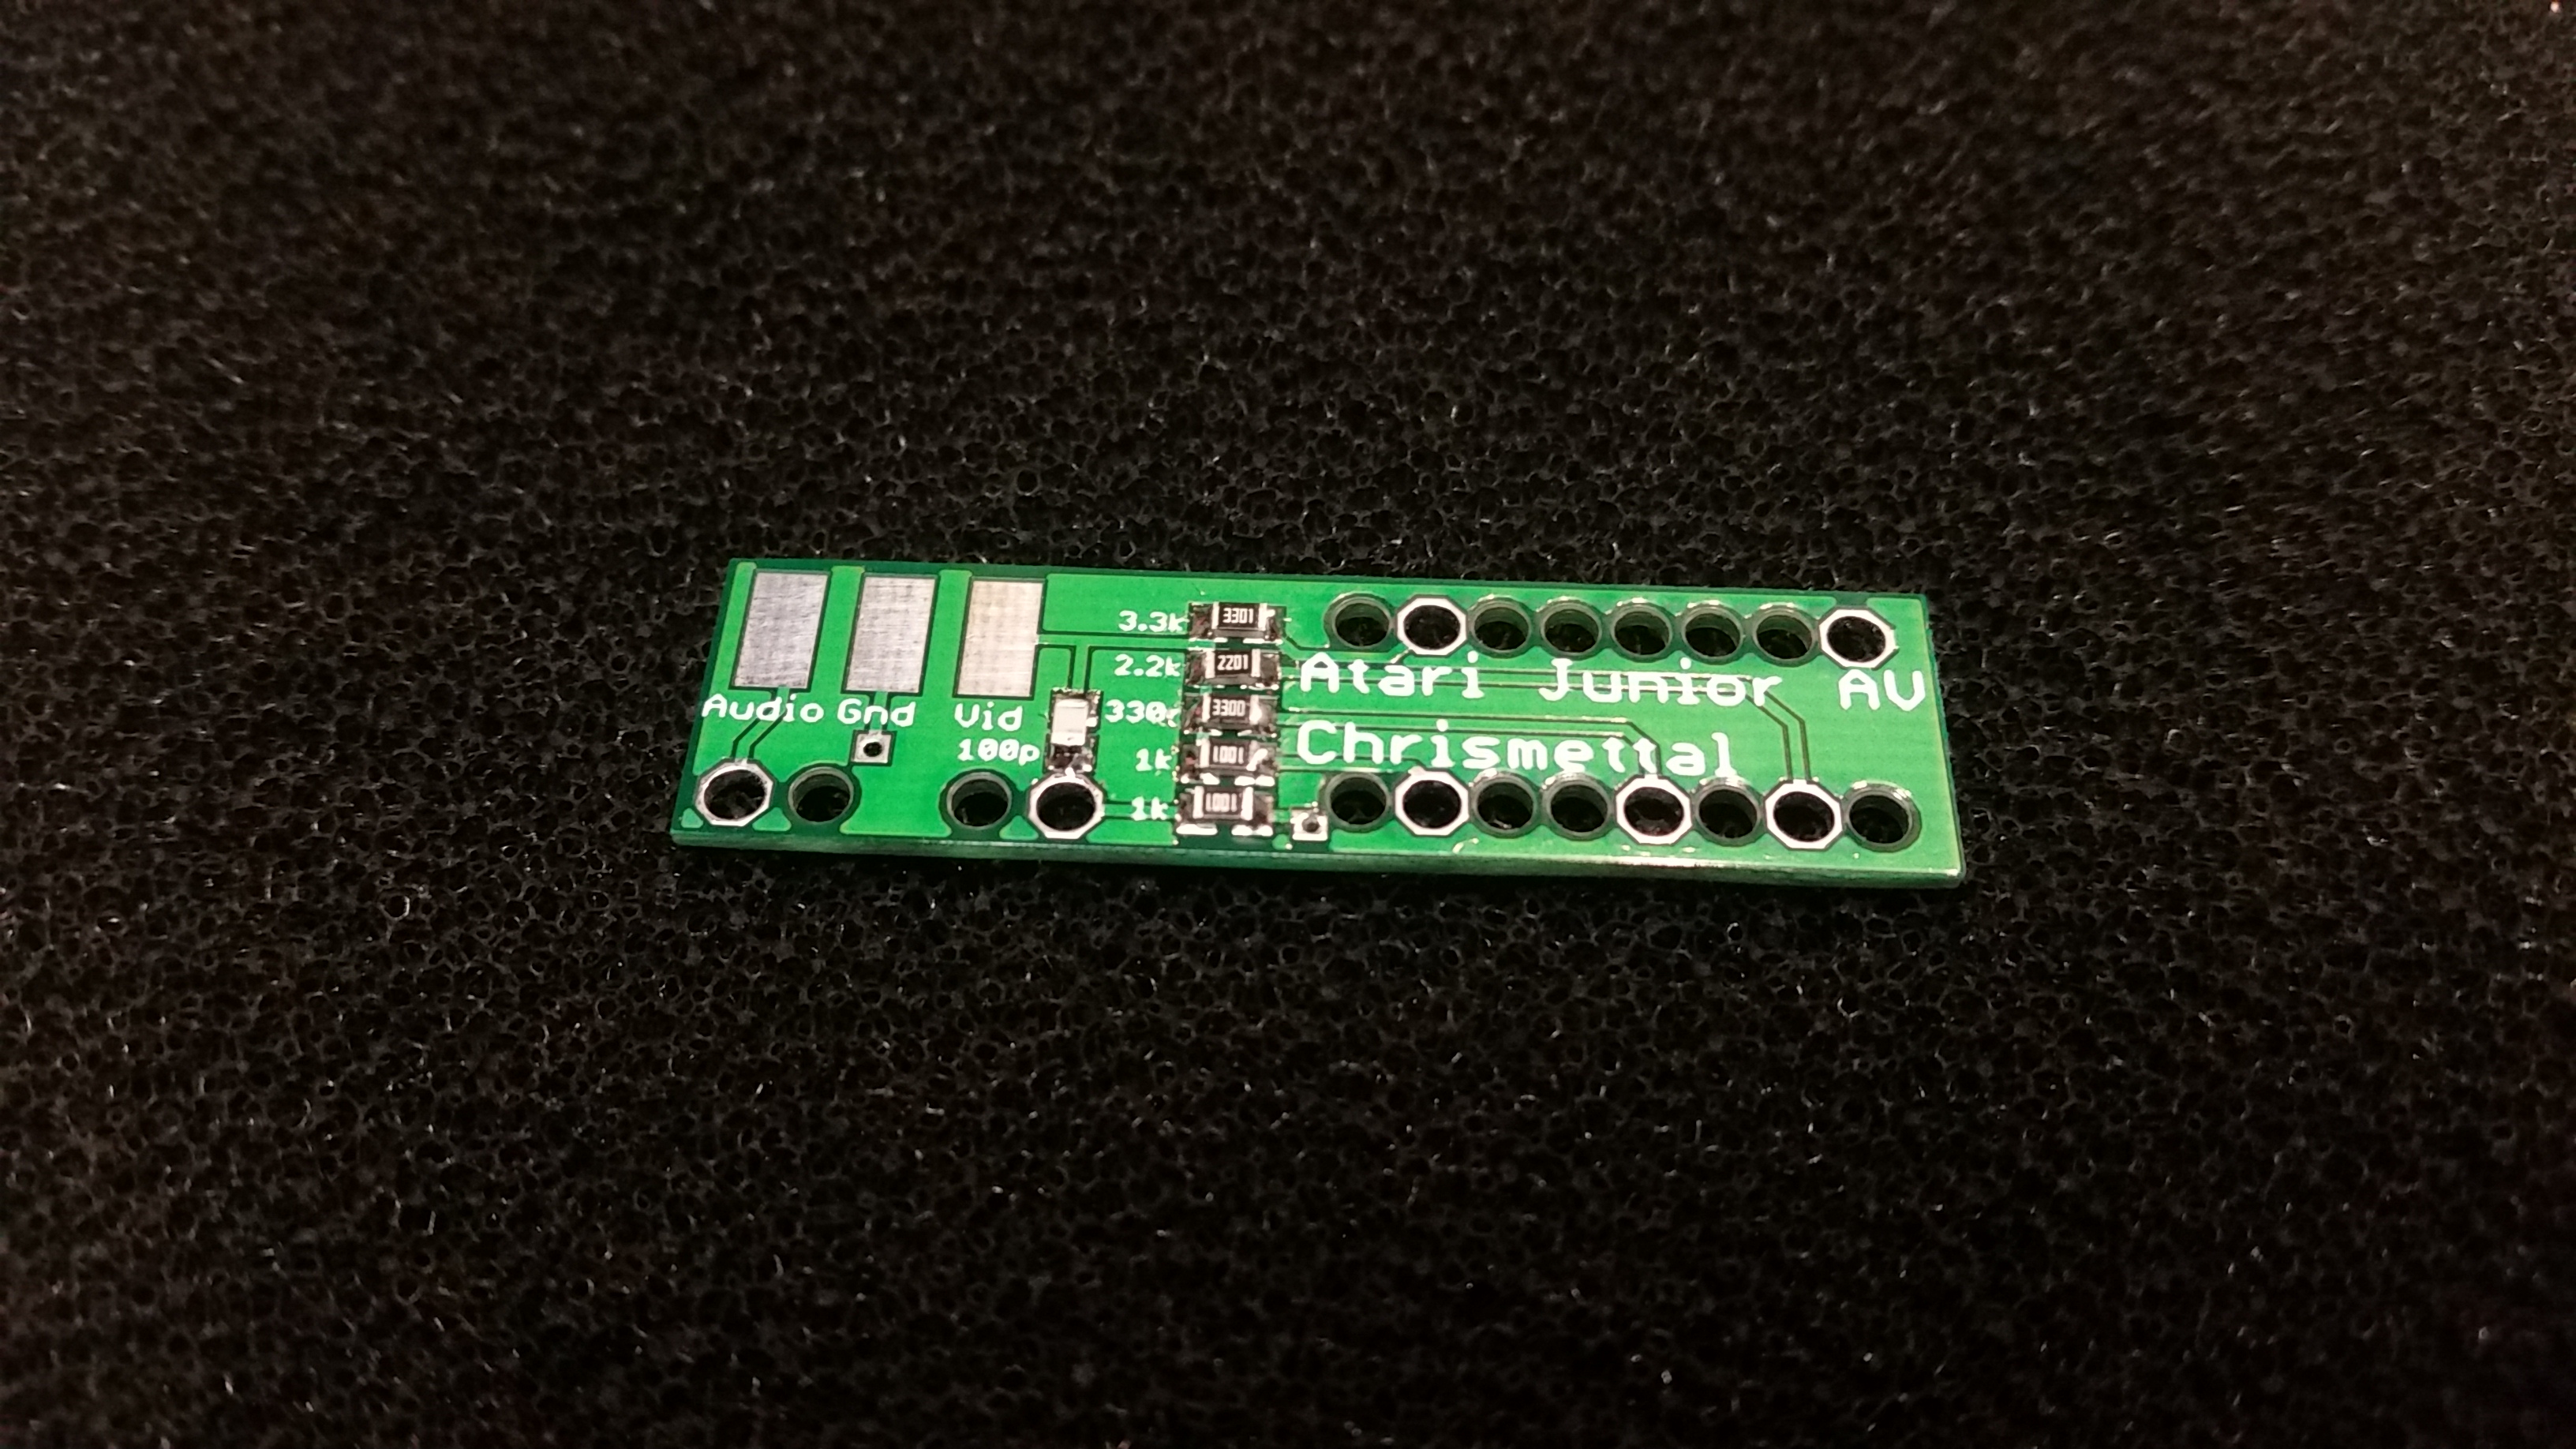 3.3k 3301
2.2k 2201
Atari Junior AV
Audio Gnd Vid
330r 3300
Chrismettal
100p
1k 1001
1k 1001